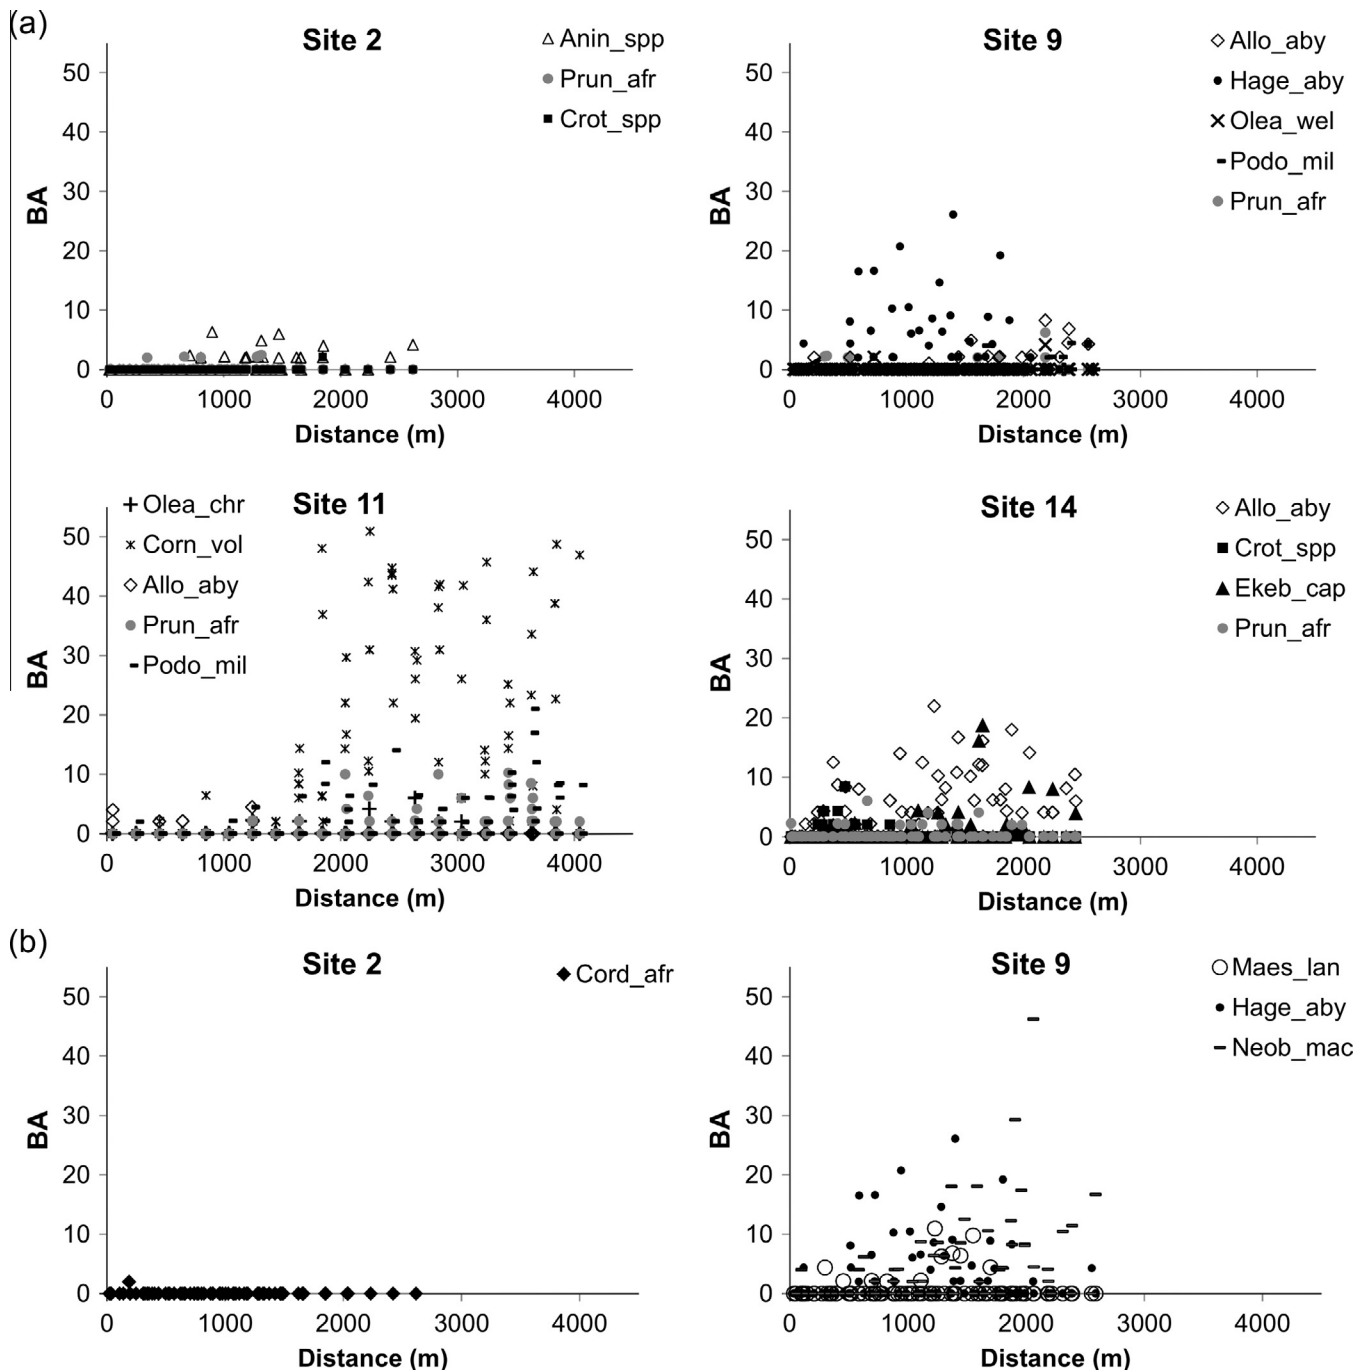 (a)
Site 2
Anin_spp
Prun_afr
Crot_spp
50
40
30
20
10
0
BA
0 1000 2000 3000 4000
Distance (m)
Site 9
Allo_aby
Hage_aby
Olea_wel
Podo_mil
Prun_afr
50
40
30
20
10
0
BA
0 1000 2000 3000 4000
Distance (m)
Site 11
Olea_chr
Corn_vol
Allo_aby
Prun_afr
Podo_mil
50
40
30
20
10
0
BA
0 1000 2000 3000 4000
Distance (m)
Site 14
Allo_aby
Crot_spp
Ekeb_cap
Prun_afr
50
40
30
20
10
0
BA
0 1000 2000 3000 4000
Distance (m)
(b)
Site 2
Cord_afr
50
40
30
20
10
0
BA
0 1000 2000 3000 4000
Distance (m)
Site 9
Maes_lan
Hage_aby
Neob_mac
50
40
30
20
10
0
BA
0 1000 2000 3000 4000
Distance (m)